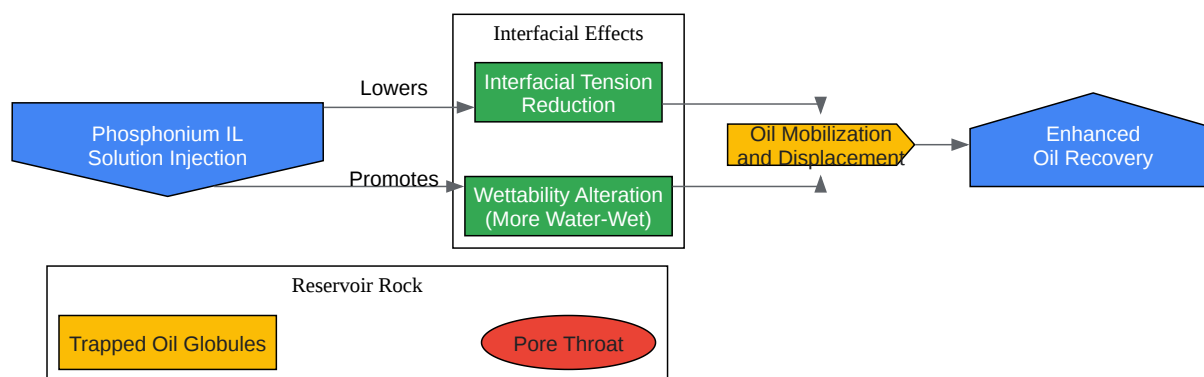 Interfacial Effects
Lowers
Interfacial Tension
Reduction
Phosphonium IL
Solution Injection
Promotes
Wettability Alteration
(More Water-Wet)
Oil Mobilization
and Displacement
Enhanced
Oil Recovery
Reservoir Rock
Trapped Oil Globules
Pore Throat